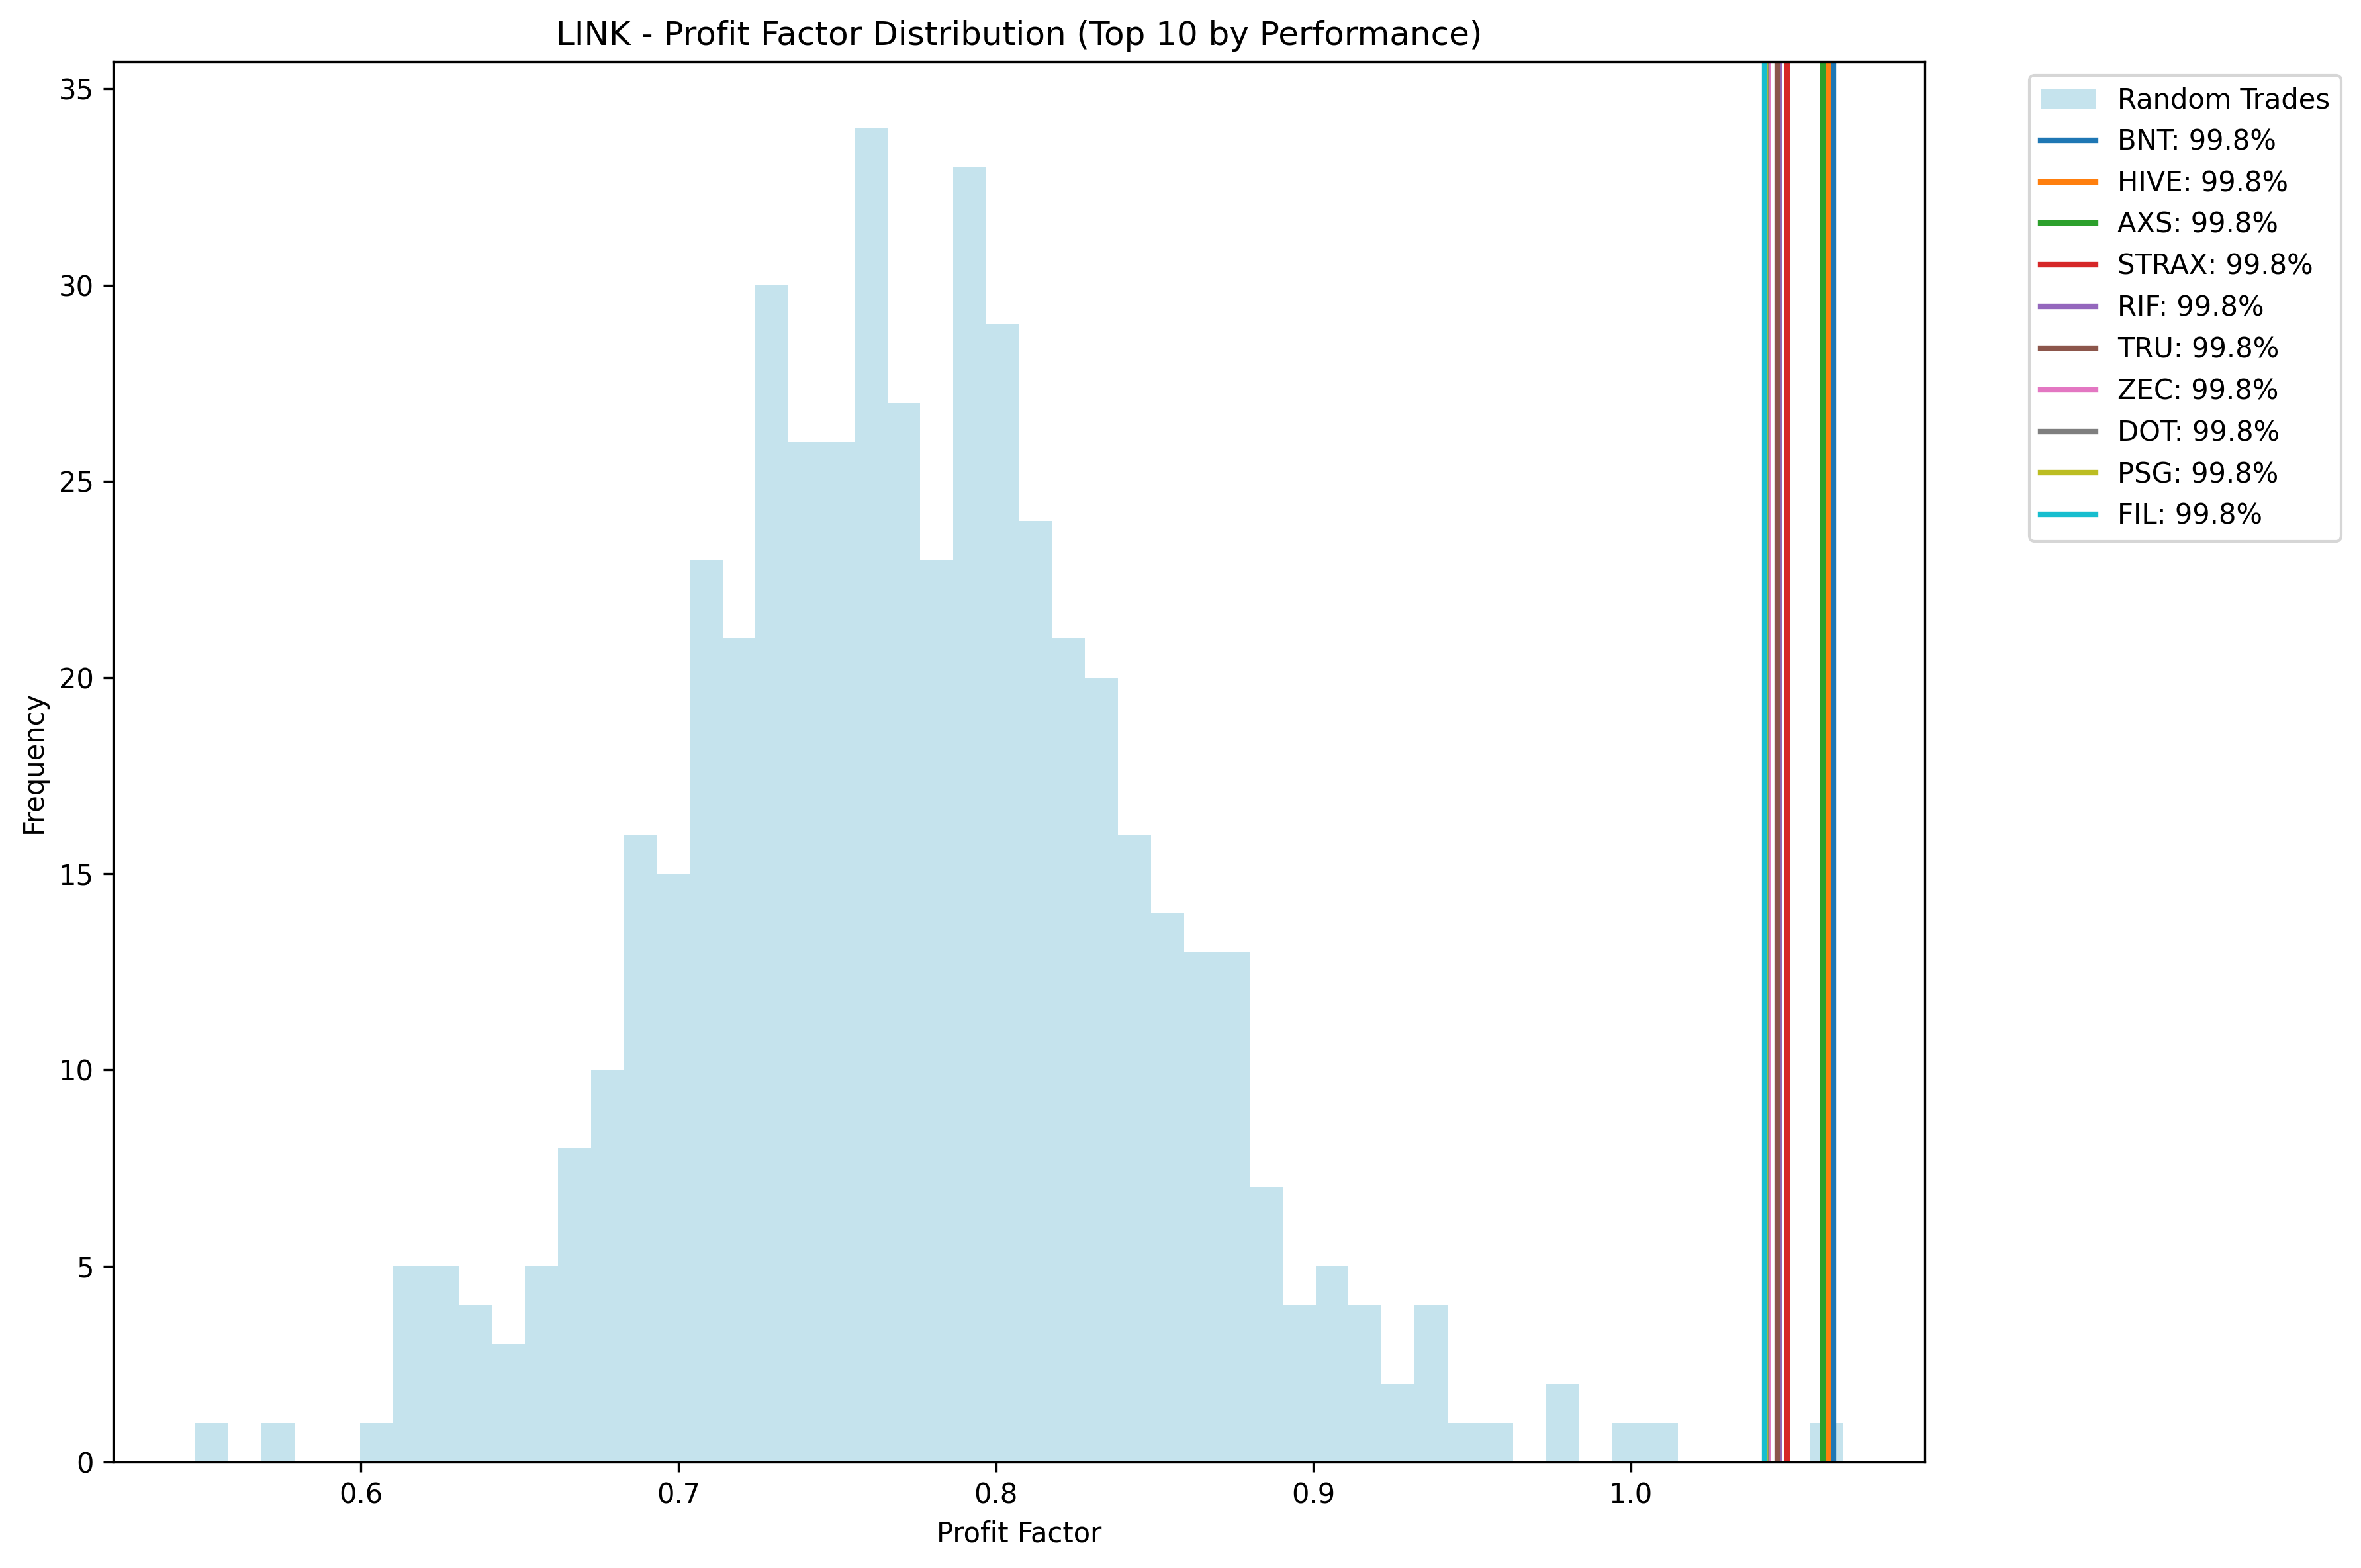 LINK - Profit Factor Distribution (Top 10 by Performance)
35
30
25
20
15
10
5
0
Frequency
0.6
0.7
0.8
0.9
1.0
Profit Factor
Random Trades
BNT: 99.8%
HIVE: 99.8%
AXS: 99.8%
STRAX: 99.8%
RIF: 99.8%
TRU: 99.8%
ZEC: 99.8%
DOT: 99.8%
PSG: 99.8%
FIL: 99.8%